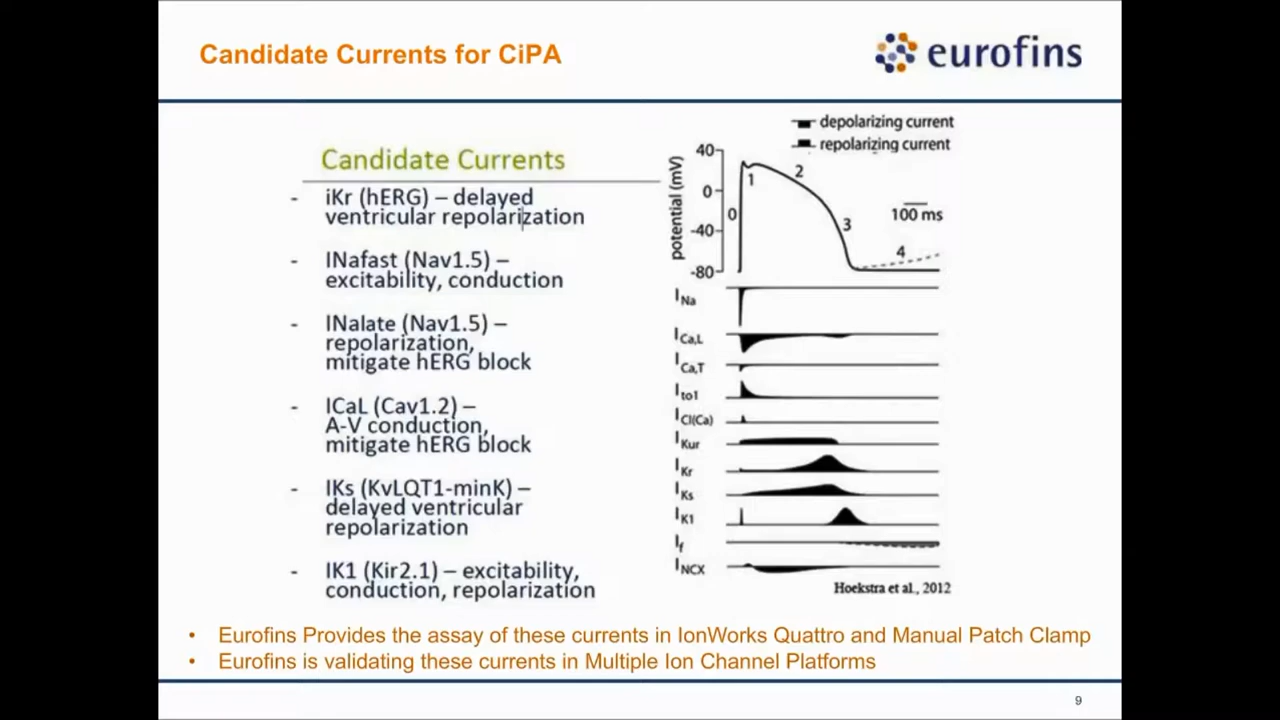 Candidate Currents for CiPA
eurofins
Candidate Currents
- iKr (hERG) – delayed
ventricular repolarization
- INafast (Nav1.5) –
excitability, conduction
- INalate (Nav1.5) –
repolarization,
mitigate hERG block
- ICaL (Cav1.2) –
A-V conduction,
mitigate hERG block
- IKs (KvLQT1-minK) –
delayed ventricular
repolarization
- IK1 (Kir2.1) – excitability,
conduction, repolarization
depolarizing current
repolarizing current
potential (mV)
40
0
-40
-80
0
1
2
3
4
100 ms
INa
ICa,L
ICa,T
Ito1
ICl(Ca)
IKur
IKr
IKs
IK1
If
INCX
Hoekstra et al., 2012
• Eurofins Provides the assay of these currents in IonWorks Quattro and Manual Patch Clamp
• Eurofins is validating these currents in Multiple Ion Channel Platforms
9